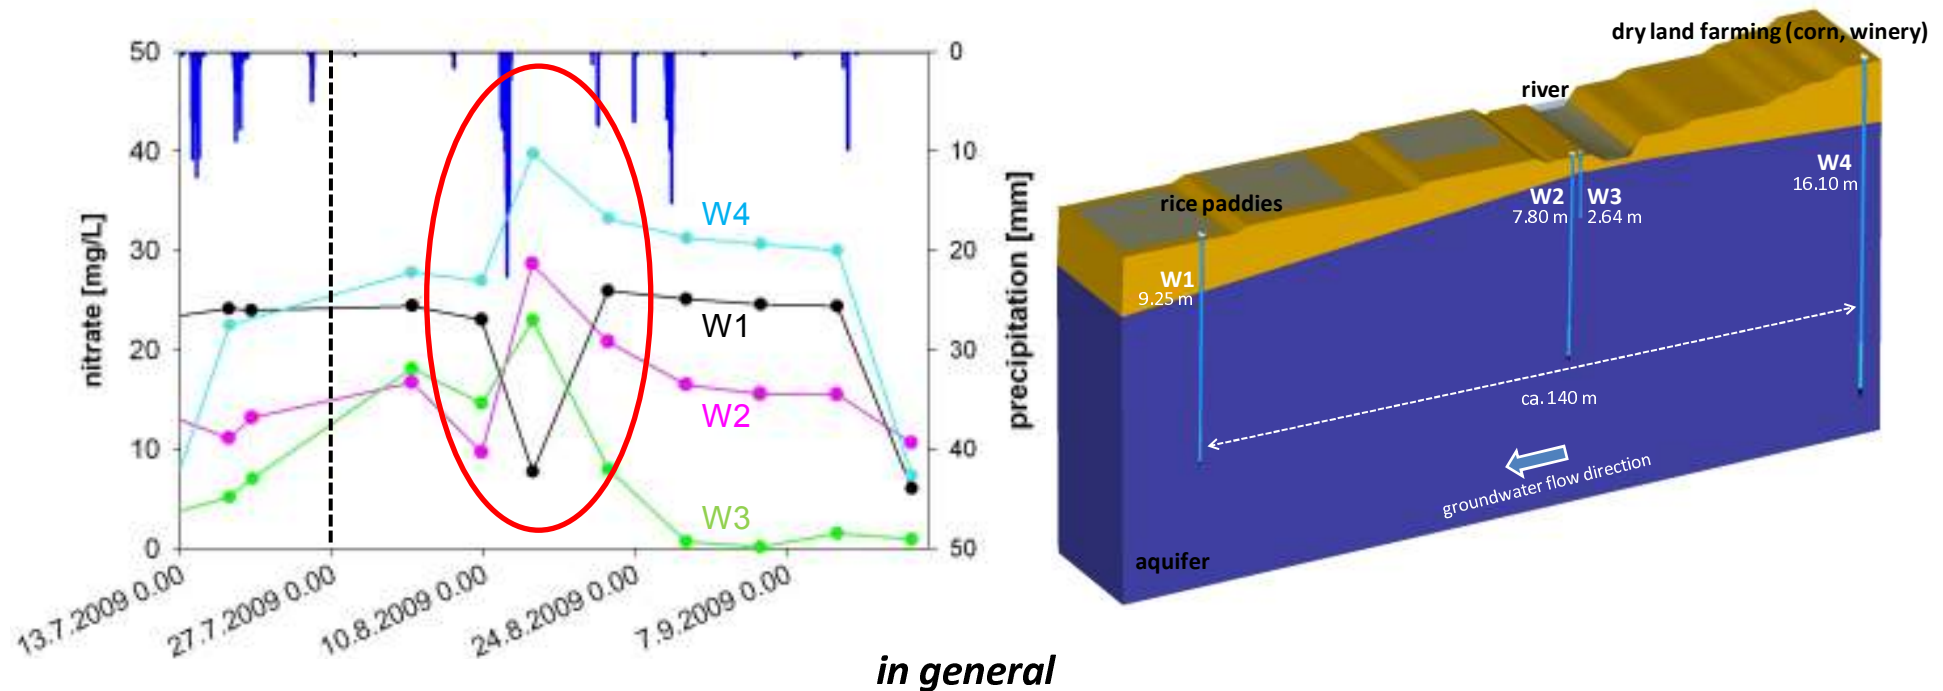 50
40
30
20
10
0
nitrate [mg/L]
0
10
20
30
40
50
precipitation [mm]
13.7.2009 0.00
27.7.2009 0.00
10.8.2009 0.00
24.8.2009 0.00
7.9.2009 0.00
W4
W1
W2
W3
dry land farming (corn, winery)
river
rice paddies
W4
16.10 m
W2
7.80 m
W3
2.64 m
W1
9.25 m
ca. 140 m
groundwater flow direction
aquifer
in general